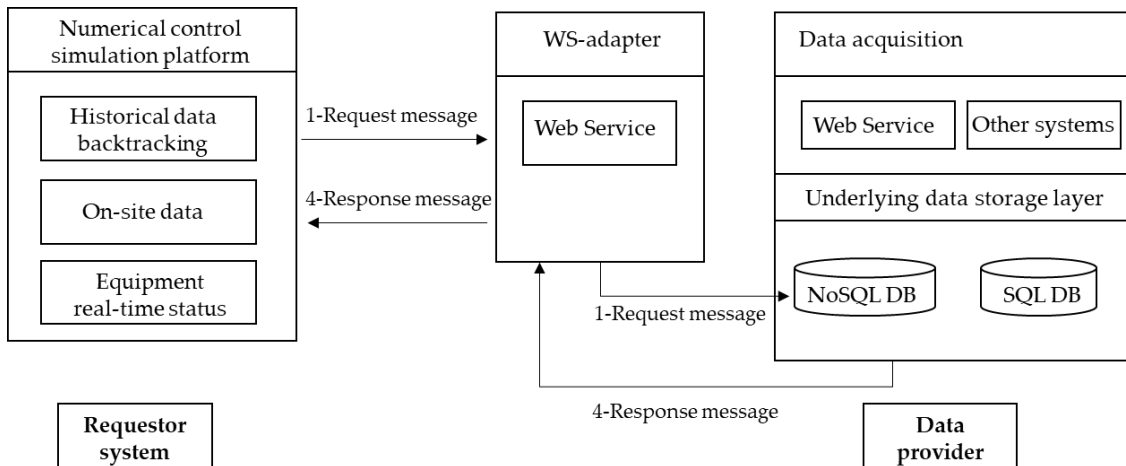 Numerical control
simulation platform
Historical data
backtracking
On-site data
Equipment
real-time status
1-Request message
4-Response message
WS-adapter
Web Service
1-Request message
4-Response message
Data acquisition
Web Service
Other systems
Underlying data storage layer
NoSQL DB
SQL DB
Requestor
system
Data
provider